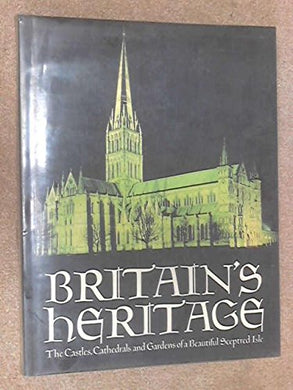 BRITAIN'S
hERITAGE
The Castles, Cathedrals and Gardens of a Beautiful Sceptred Isle